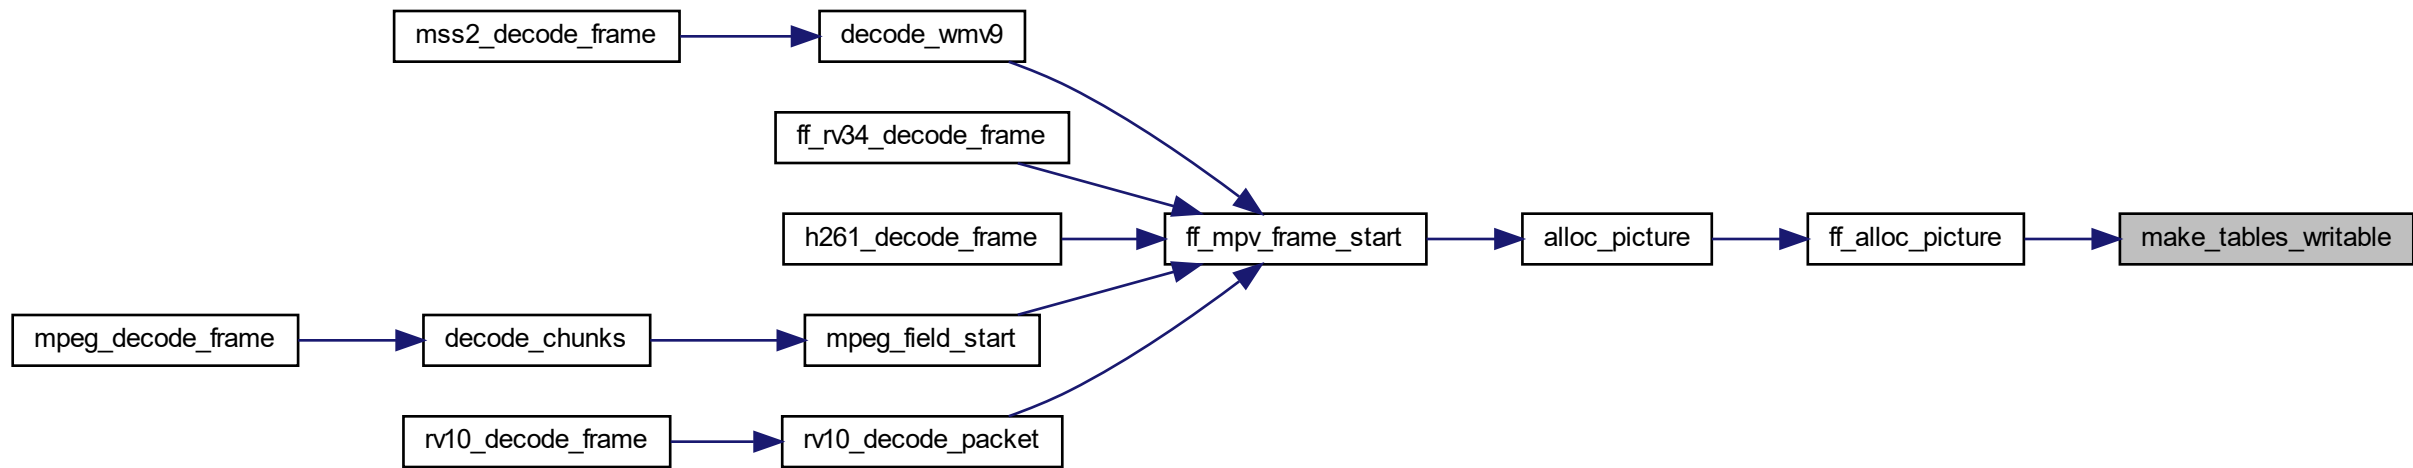 mss2_decode_frame
decode_wmv9
ff_rv34_decode_frame
h261_decode_frame
ff_mpv_frame_start
alloc_picture
ff_alloc_picture
make_tables_writable
mpeg_decode_frame
decode_chunks
mpeg_field_start
rv10_decode_frame
rv10_decode_packet